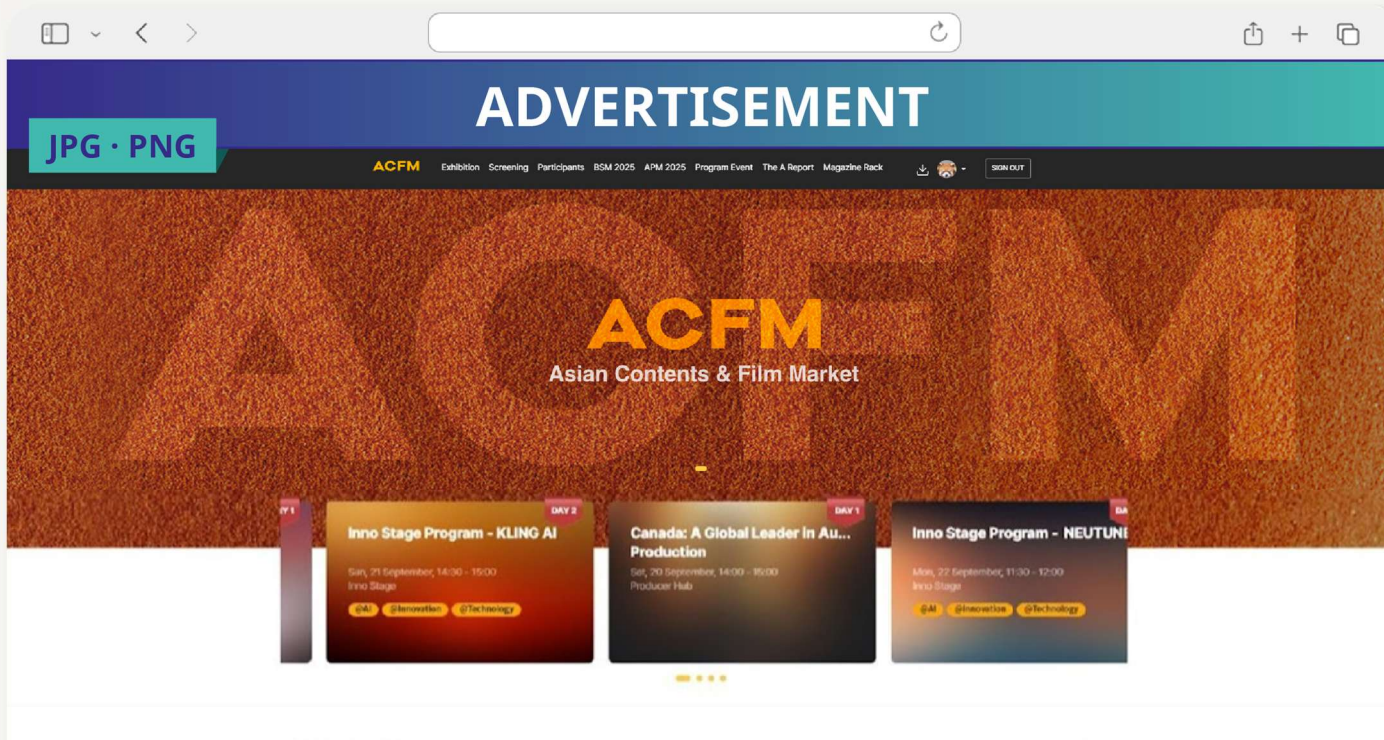 ADVERTISEMENT
JPG · PNG
ACFM Exhibition Screening Participants BSM 2025 APM 2025 Program Event The A Report Magazine Rack SIGN OUT
ACFM
ACFM
Asian Contents & Film Market
Y 1
DAY 2
Inno Stage Program - KLING AI
Sun, 21 September, 14:30 - 15:00
Inno Stage
@AI @Innovation @Technology
DAY 1
Canada: A Global Leader in Au...
Production
Sat, 20 September, 14:00 - 15:00
Producer Hub
DA
Inno Stage Program - NEUTUNE
Mon, 22 September, 11:30 - 12:00
Inno Stage
@AI @Innovation @Technology